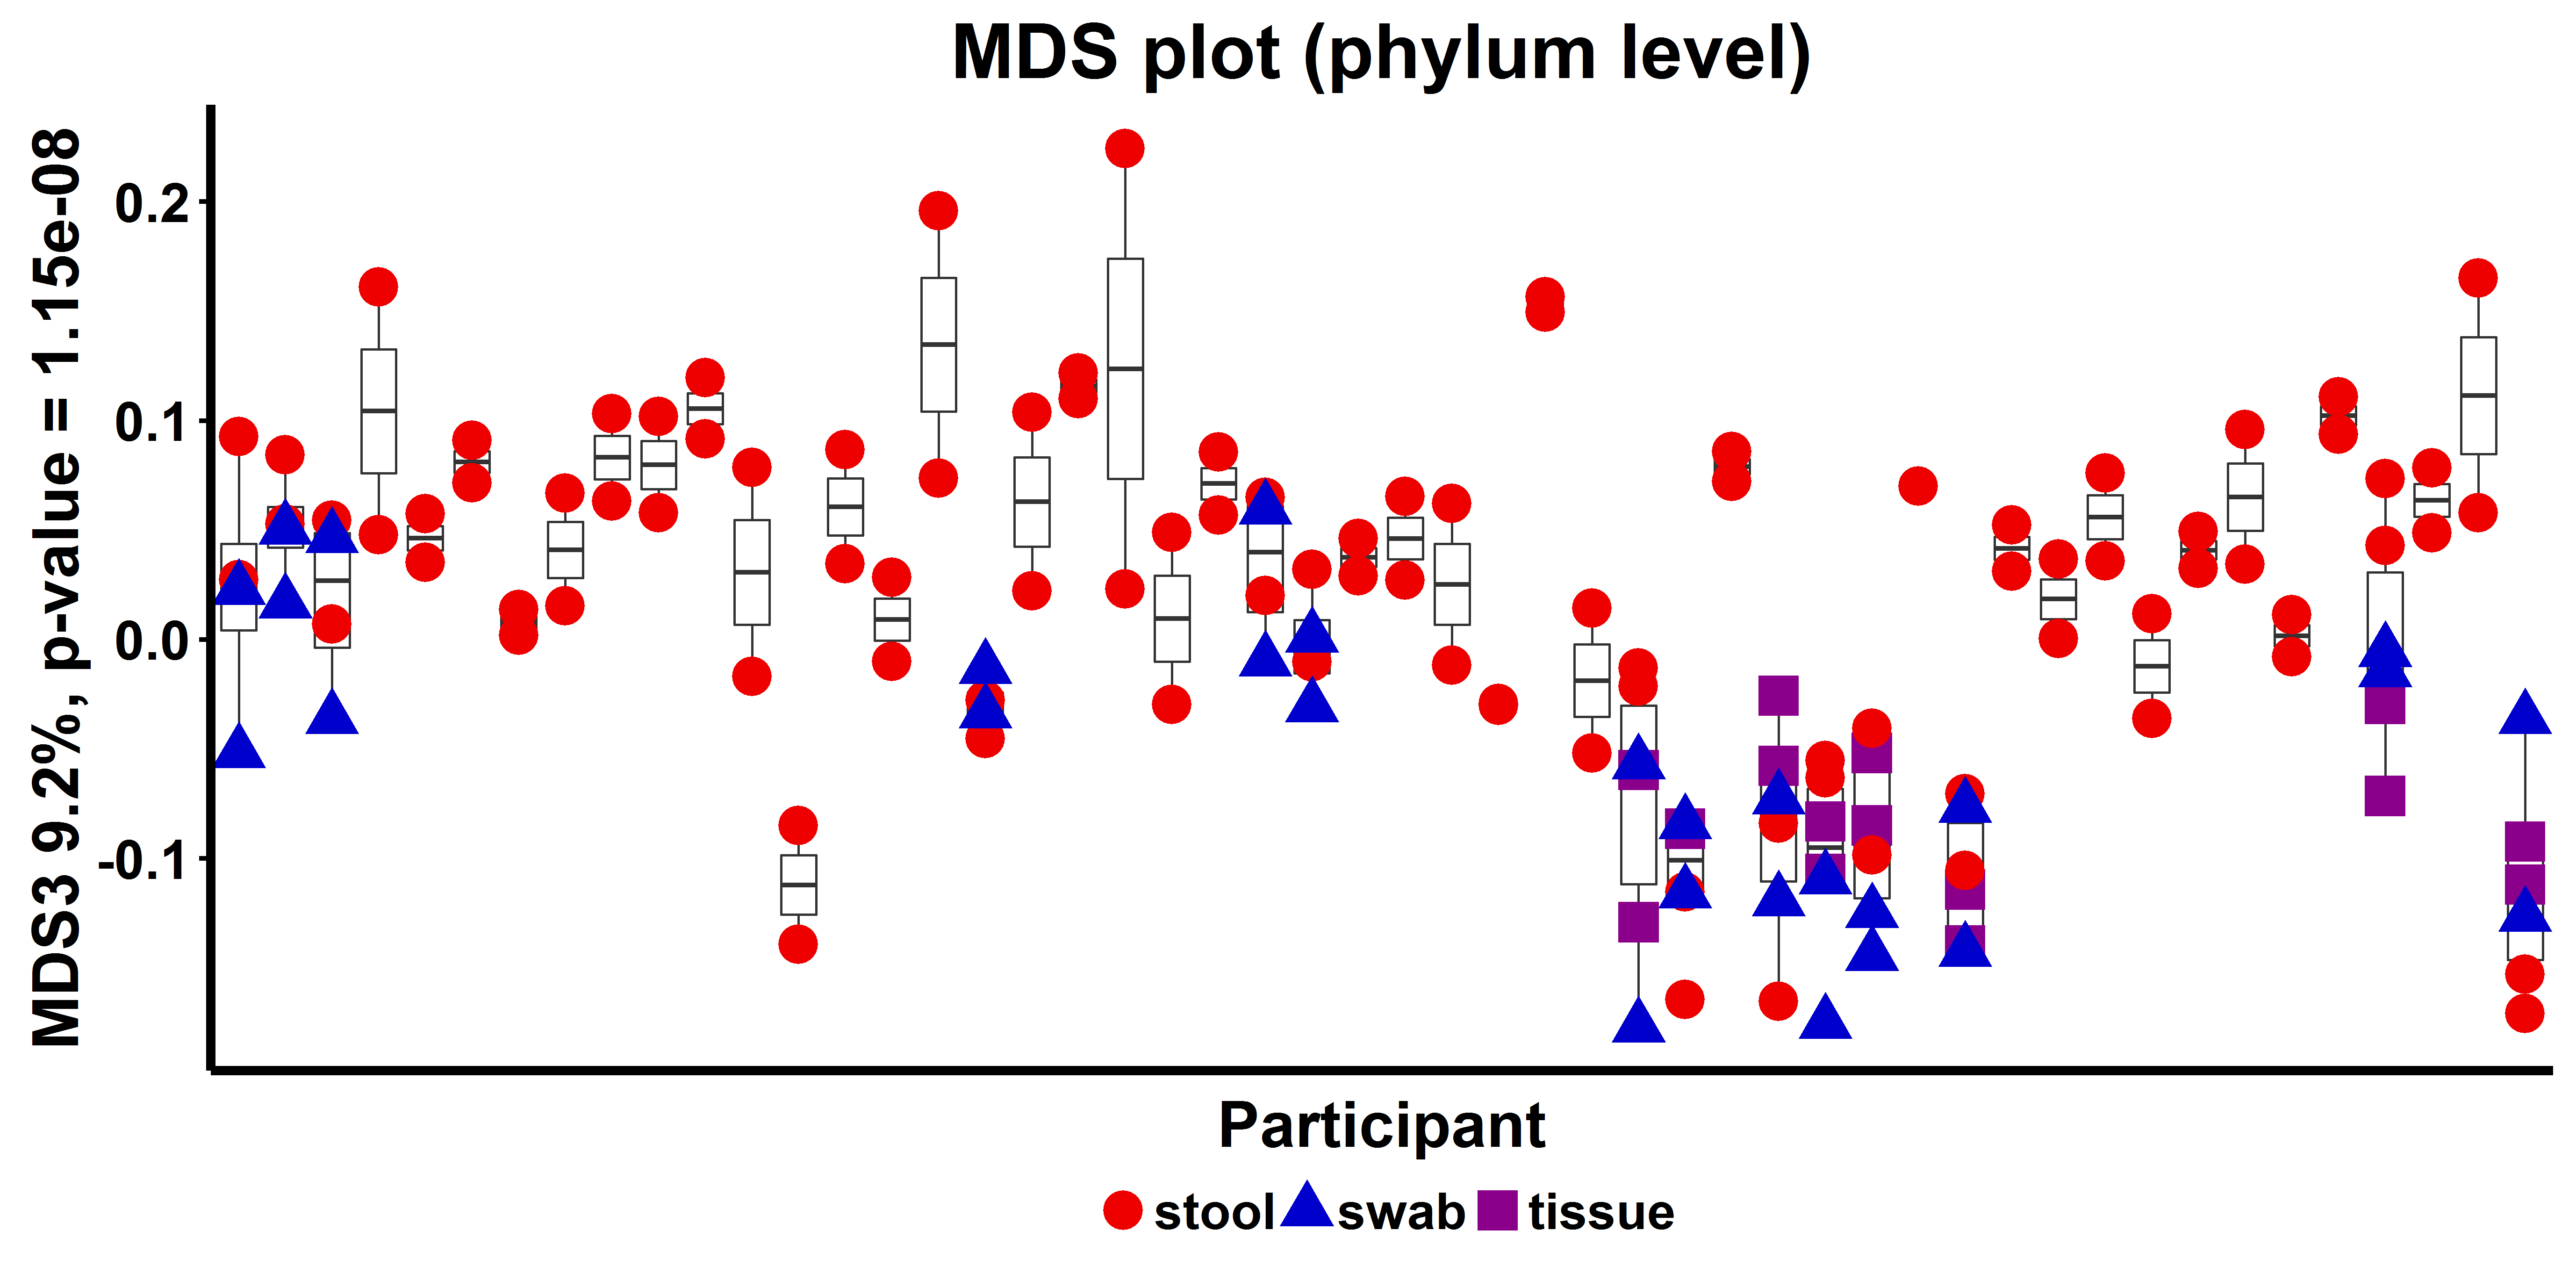 MDS plot (phylum level)
MDS3 9.2%, p-value = 1.15e-08
0.2
0.1
0.0
-0.1
Participant
stool swab tissue